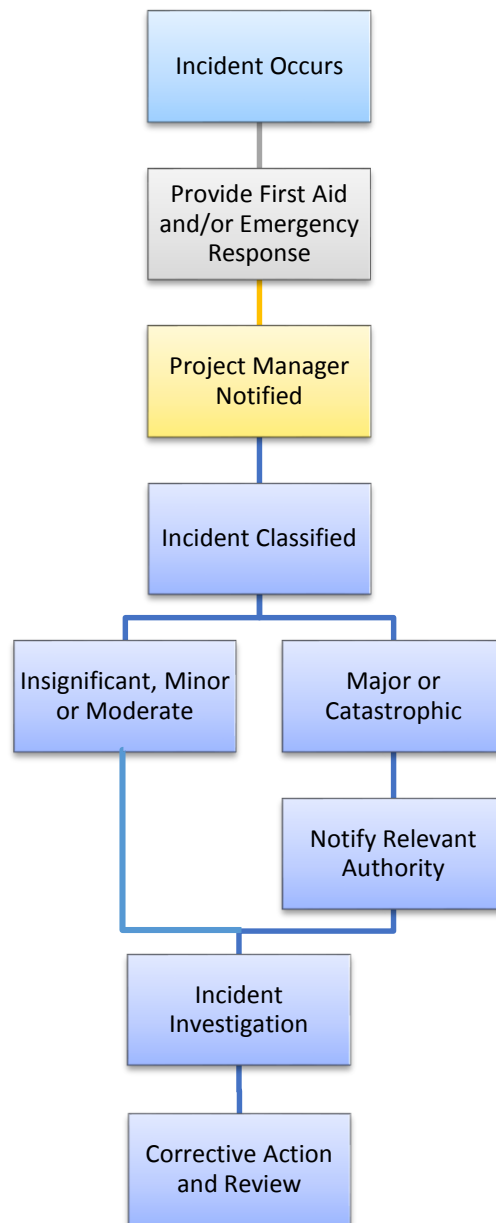 Incident Occurs
Provide First Aid
and/or Emergency
Response
Project Manager
Notified
Incident Classified
Insignificant, Minor
or Moderate
Major or
Catastrophic
Notify Relevant
Authority
Incident
Investigation
Corrective Action
and Review